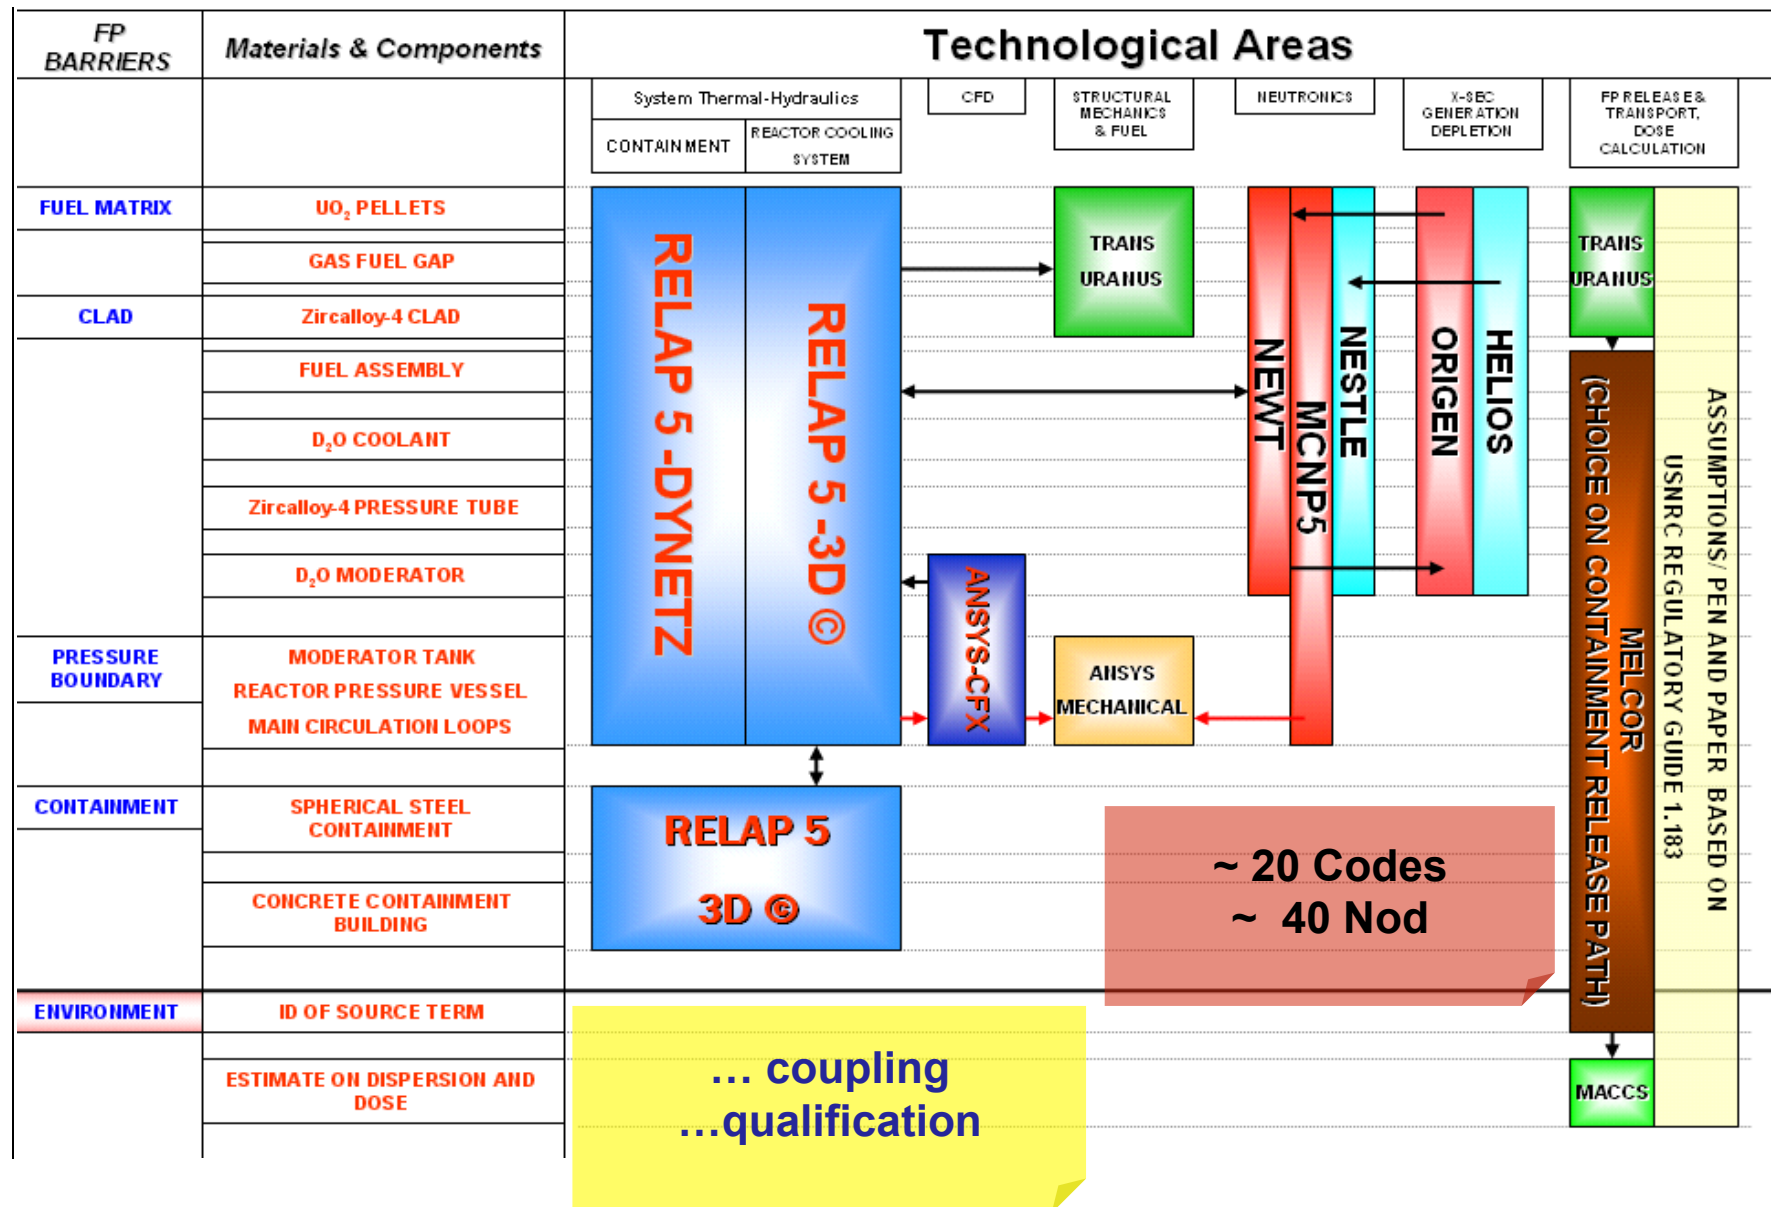 FP
BARRIERS
Materials & Components
Technological Areas
System Thermal-Hydraulics
CONTAINMENT
REACTOR COOLING
SYSTEM
CFD
STRUCTURAL
MECHANICS
& FUEL
NEUTRONICS
X-SEC
GENERATION
DEPLETION
FP RELEASE &
TRANSPORT,
DOSE
CALCULATION
FUEL MATRIX
UO₂ PELLETS
GAS FUEL GAP
CLAD
Zircalloy-4 CLAD
FUEL ASSEMBLY
D₂O COOLANT
Zircalloy-4 PRESSURE TUBE
D₂O MODERATOR
PRESSURE
BOUNDARY
MODERATOR TANK
REACTOR PRESSURE VESSEL
MAIN CIRCULATION LOOPS
CONTAINMENT
SPHERICAL STEEL
CONTAINMENT
CONCRETE CONTAINMENT
BUILDING
ENVIRONMENT
ID OF SOURCE TERM
ESTIMATE ON DISPERSION AND
DOSE
RELAP 5 -DYNETZ
RELAP 5 -3D ©
RELAP 5
3D ©
ANSYS-CFX
TRANS
URANUS
ANSYS
MECHANICAL
NEWT
MCNP5
NESTLE
ORIGEN
HELIOS
TRANS
URANUS
MELCOR
(CHOICE ON CONTAINMENT RELEASE PATH)
MACCS
ASSUMPTIONS/ PEN AND PAPER BASED ON
USNRC REGULATORY GUIDE 1.183
~ 20 Codes
~ 40 Nod
… coupling
…qualification